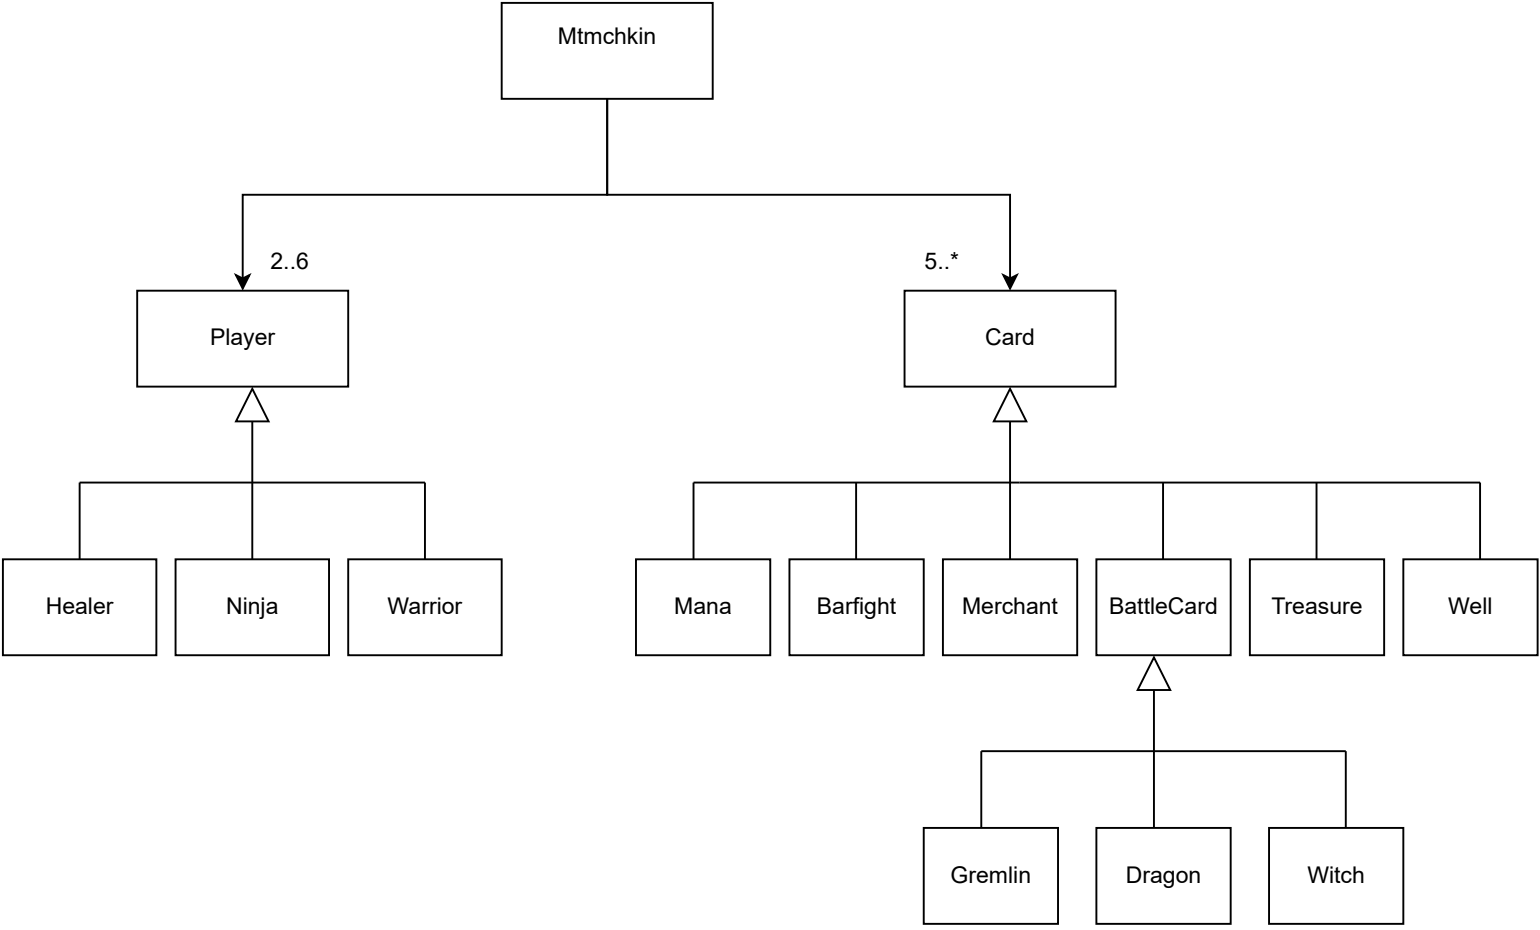 Mtmchkin
2..6
5..*
Player
Card
Healer
Ninja
Warrior
Mana
Barfight
Merchant
BattleCard
Treasure
Well
Gremlin
Dragon
Witch